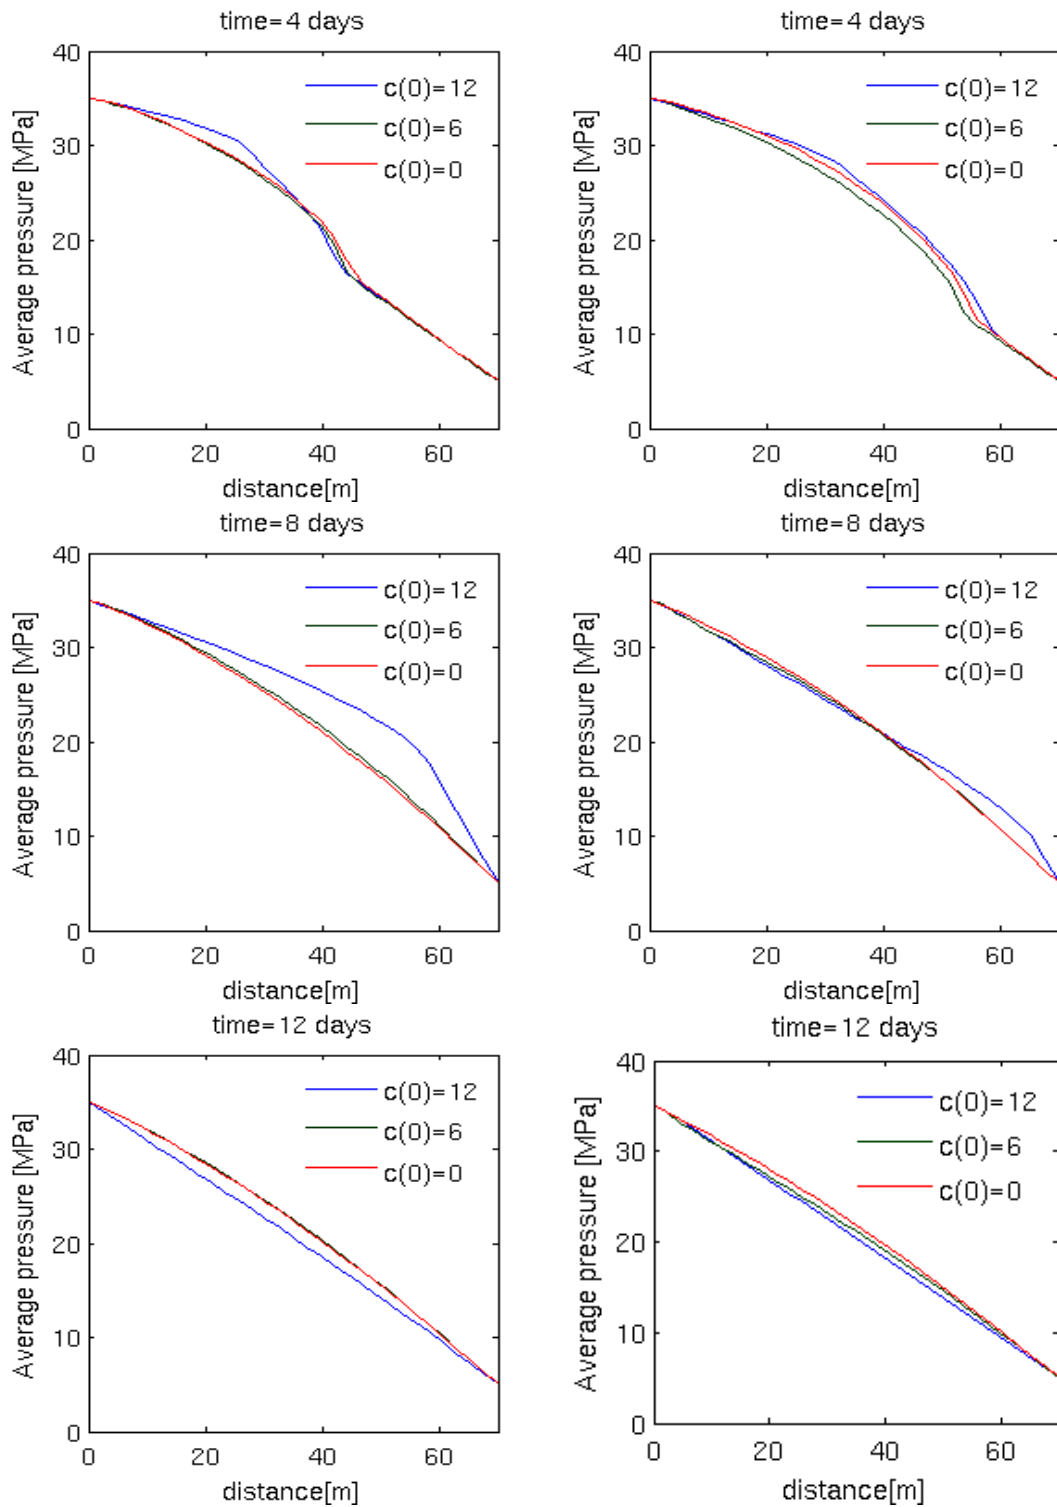 time=4 days
Average pressure [MPa]
40
30
20
10
0
c(0)=12
c(0)=6
c(0)=0
0 20 40 60
distance[m]
time=4 days
Average pressure [MPa]
40
30
20
10
0
c(0)=12
c(0)=6
c(0)=0
0 20 40 60
distance[m]
time=8 days
Average pressure [MPa]
40
30
20
10
0
c(0)=12
c(0)=6
c(0)=0
0 20 40 60
distance[m]
time=8 days
Average pressure [MPa]
40
30
20
10
0
c(0)=12
c(0)=6
c(0)=0
0 20 40 60
distance[m]
time=12 days
Average pressure [MPa]
40
30
20
10
0
c(0)=12
c(0)=6
c(0)=0
0 20 40 60
distance[m]
time=12 days
Average pressure [MPa]
40
30
20
10
0
c(0)=12
c(0)=6
c(0)=0
0 20 40 60
distance[m]